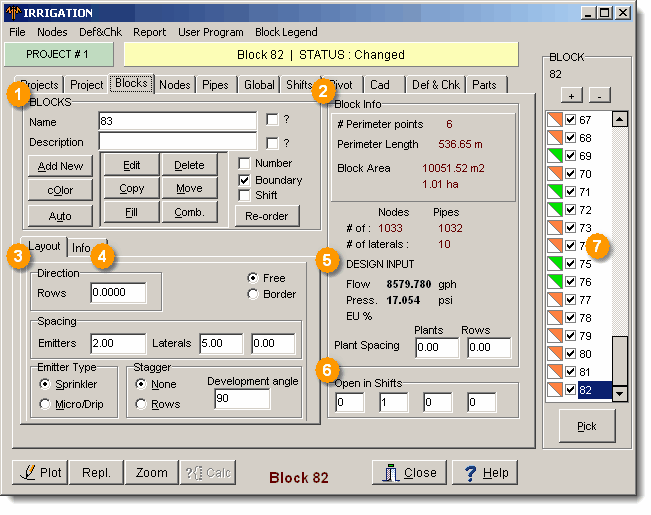 IRRIGATION
File Nodes Def&Chk Report User Program Block Legend
PROJECT # 1
Block 82 | STATUS : Changed
Projects Project Blocks Nodes Pipes Global Shifts Pivot Cad Def & Chk Parts
1
BLOCKS
Name 83 ?
Description ?
Add New Edit Delete Number
cOlor Copy Move Boundary
Shift
Auto Fill Comb. Re-order
2
Block Info
# Perimeter points 6
Perimeter Length 536.65 m
Block Area 10051.52 m2
1.01 ha
Nodes Pipes
# of : 1033 1032
# of laterals : 10
3
Layout Info
4
Direction
Rows 0.0000
Free
Border
Spacing
Emitters 2.00 Laterals 5.00 0.00
Emitter Type
Sprinkler
Micro/Drip
Stagger
None
Rows
Development angle
90
5
DESIGN INPUT
Flow 8579.780 gph
Press. 17.054 psi
EU %
Plants Rows
Plant Spacing 0.00 0.00
6
Open in Shifts
0 1 0 0
BLOCK
82
+ -
67
68
69
70
71
72
73
7
75
76
77
78
79
80
81
82
Pick
Plot Repl. Zoom ?{ Calc Block 82 Close ? Help